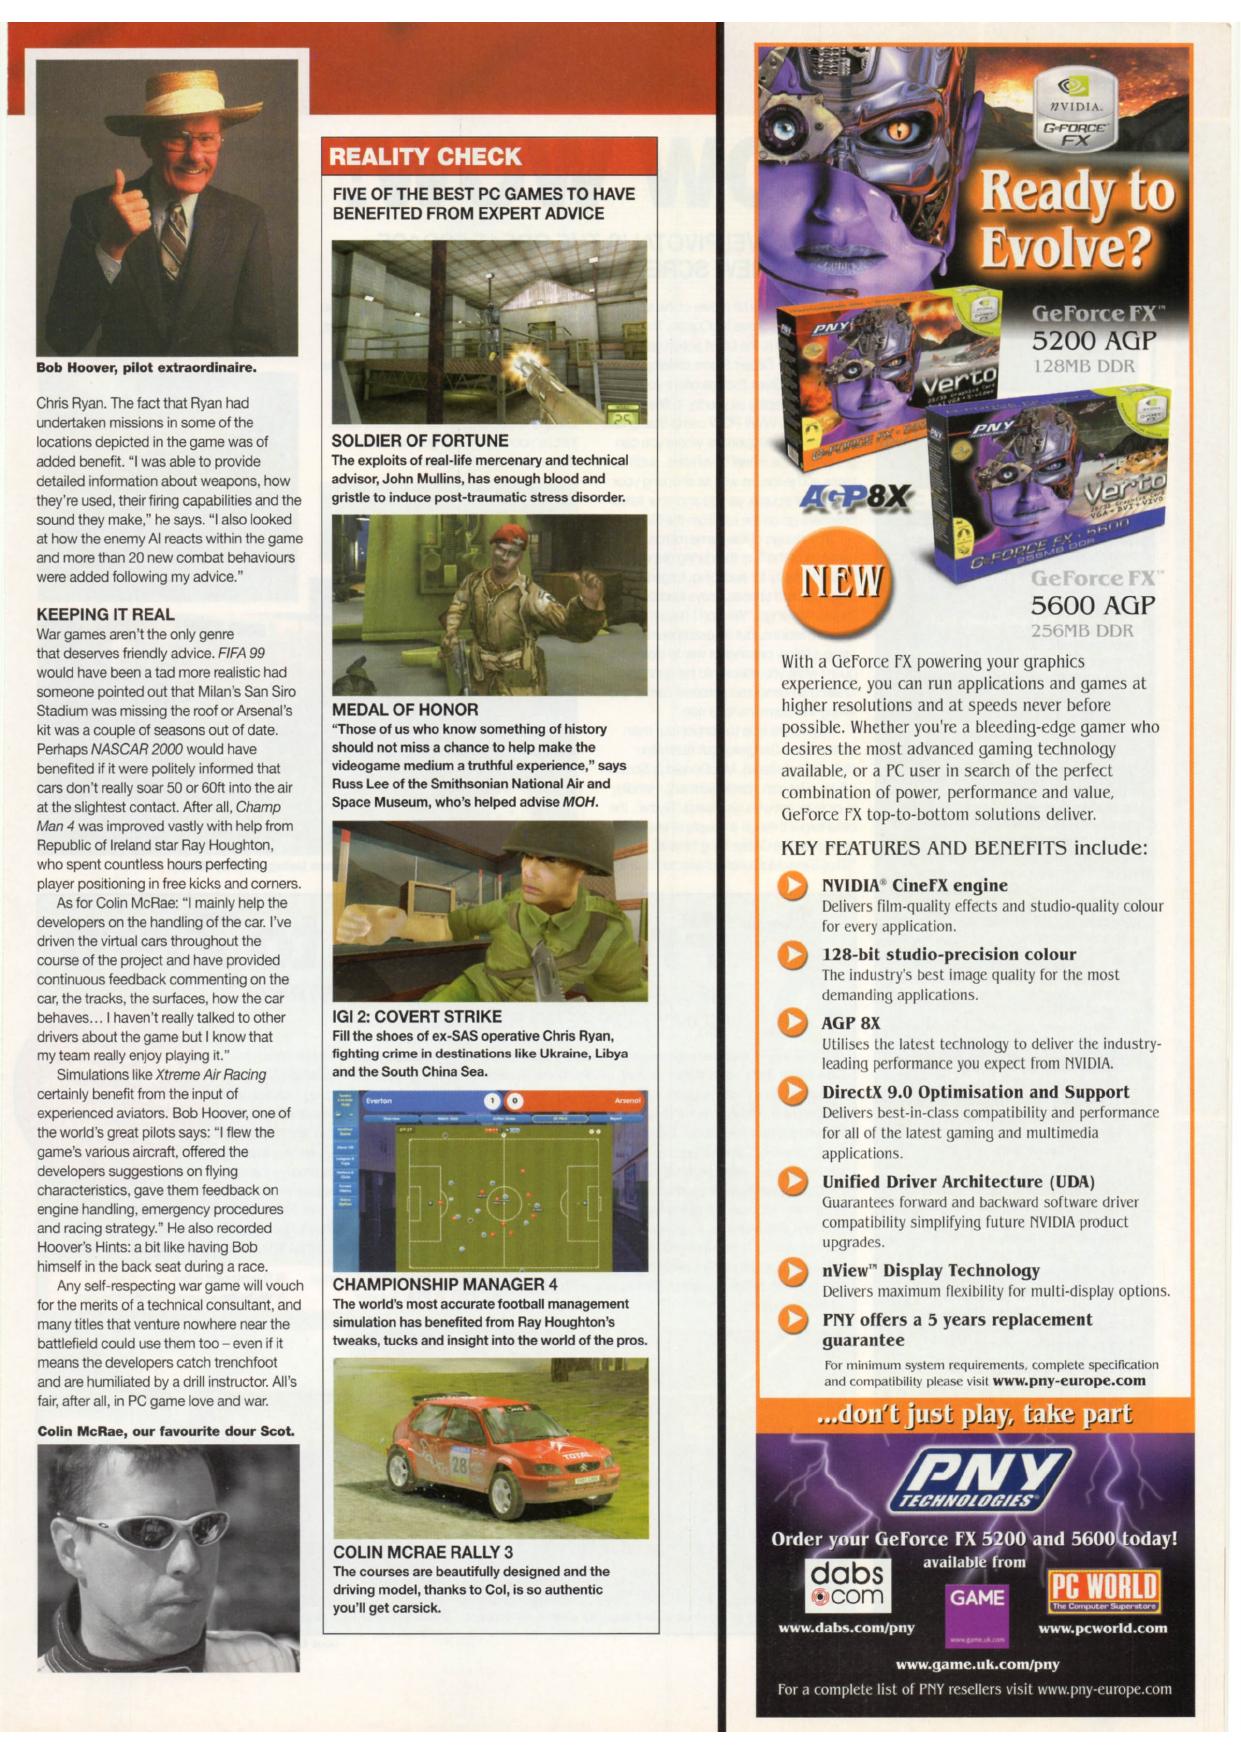 Bob Hoover, pilot extraordinaire.
Chris Ryan. The fact that Ryan had
undertaken missions in some of the
locations depicted in the game was of
added benefit. “I was able to provide
detailed information about weapons, how
they're used, their firing capabilities and the
sound they make,” he says. “I also looked
at how the enemy AI reacts within the game
and more than 20 new combat behaviours
were added following my advice.”
KEEPING IT REAL
War games aren't the only genre
that deserves friendly advice. FIFA 99
would have been a tad more realistic had
someone pointed out that Milan's San Siro
Stadium was missing the roof or Arsenal's
kit was a couple of seasons out of date.
Perhaps NASCAR 2000 would have
benefited if it were politely informed that
cars don't really soar 50 or 60ft into the air
at the slightest contact. After all, Champ
Man 4 was improved vastly with help from
Republic of Ireland star Ray Houghton,
who spent countless hours perfecting
player positioning in free kicks and corners.
As for Colin McRae: “I mainly help the
developers on the handling of the car. I've
driven the virtual cars throughout the
course of the project and have provided
continuous feedback commenting on the
car, the tracks, the surfaces, how the car
behaves... I haven't really talked to other
drivers about the game but I know that
my team really enjoy playing it.”
Simulations like Xtreme Air Racing
certainly benefit from the input of
experienced aviators. Bob Hoover, one of
the world's great pilots says: “I flew the
game's various aircraft, offered the
developers suggestions on flying
characteristics, gave them feedback on
engine handling, emergency procedures
and racing strategy.” He also recorded
Hoover's Hints: a bit like having Bob
himself in the back seat during a race.
Any self-respecting war game will vouch
for the merits of a technical consultant, and
many titles that venture nowhere near the
battlefield could use them too – even if it
means the developers catch trenchfoot
and are humiliated by a drill instructor. All's
fair, after all, in PC game love and war.
Colin McRae, our favourite dour Scot.
REALITY CHECK
FIVE OF THE BEST PC GAMES TO HAVE
BENEFITED FROM EXPERT ADVICE
25
SOLDIER OF FORTUNE
The exploits of real-life mercenary and technical
advisor, John Mullins, has enough blood and
gristle to induce post-traumatic stress disorder.
MEDAL OF HONOR
“Those of us who know something of history
should not miss a chance to help make the
videogame medium a truthful experience,” says
Russ Lee of the Smithsonian National Air and
Space Museum, who's helped advise MOH.
IGI 2: COVERT STRIKE
Fill the shoes of ex-SAS operative Chris Ryan,
fighting crime in destinations like Ukraine, Libya
and the South China Sea.
Everton 1 0 Arsenal
CHAMPIONSHIP MANAGER 4
The world's most accurate football management
simulation has benefited from Ray Houghton's
tweaks, tucks and insight into the world of the pros.
TOTAL
28
COLIN MCRAE RALLY 3
The courses are beautifully designed and the
driving model, thanks to Col, is so authentic
you'll get carsick.
NVIDIA.
GEFORCE
FX
Ready to
Evolve?
GeForce FX™
5200 AGP
128MB DDR
PNY
Verto
PNY
Verto
VGA + DVI + VIVO
GEFORCE FX • 5600
256MB DDR
AGP8X
NEW
GeForce FX™
5600 AGP
256MB DDR
With a GeForce FX powering your graphics
experience, you can run applications and games at
higher resolutions and at speeds never before
possible. Whether you're a bleeding-edge gamer who
desires the most advanced gaming technology
available, or a PC user in search of the perfect
combination of power, performance and value,
GeForce FX top-to-bottom solutions deliver.
KEY FEATURES AND BENEFITS include:
NVIDIA® CineFX engine
Delivers film-quality effects and studio-quality colour
for every application.
128-bit studio-precision colour
The industry's best image quality for the most
demanding applications.
AGP 8X
Utilises the latest technology to deliver the industry-
leading performance you expect from NVIDIA.
DirectX 9.0 Optimisation and Support
Delivers best-in-class compatibility and performance
for all of the latest gaming and multimedia
applications.
Unified Driver Architecture (UDA)
Guarantees forward and backward software driver
compatibility simplifying future NVIDIA product
upgrades.
nView™ Display Technology
Delivers maximum flexibility for multi-display options.
PNY offers a 5 years replacement
guarantee
For minimum system requirements, complete specification
and compatibility please visit www.pny-europe.com
...don't just play, take part
PNY
TECHNOLOGIES®
Order your GeForce FX 5200 and 5600 today!
available from
dabs
.com
www.dabs.com/pny
GAME
www.game.uk.com
PC WORLD
The Computer Superstore
www.pcworld.com
www.game.uk.com/pny
For a complete list of PNY resellers visit www.pny-europe.com